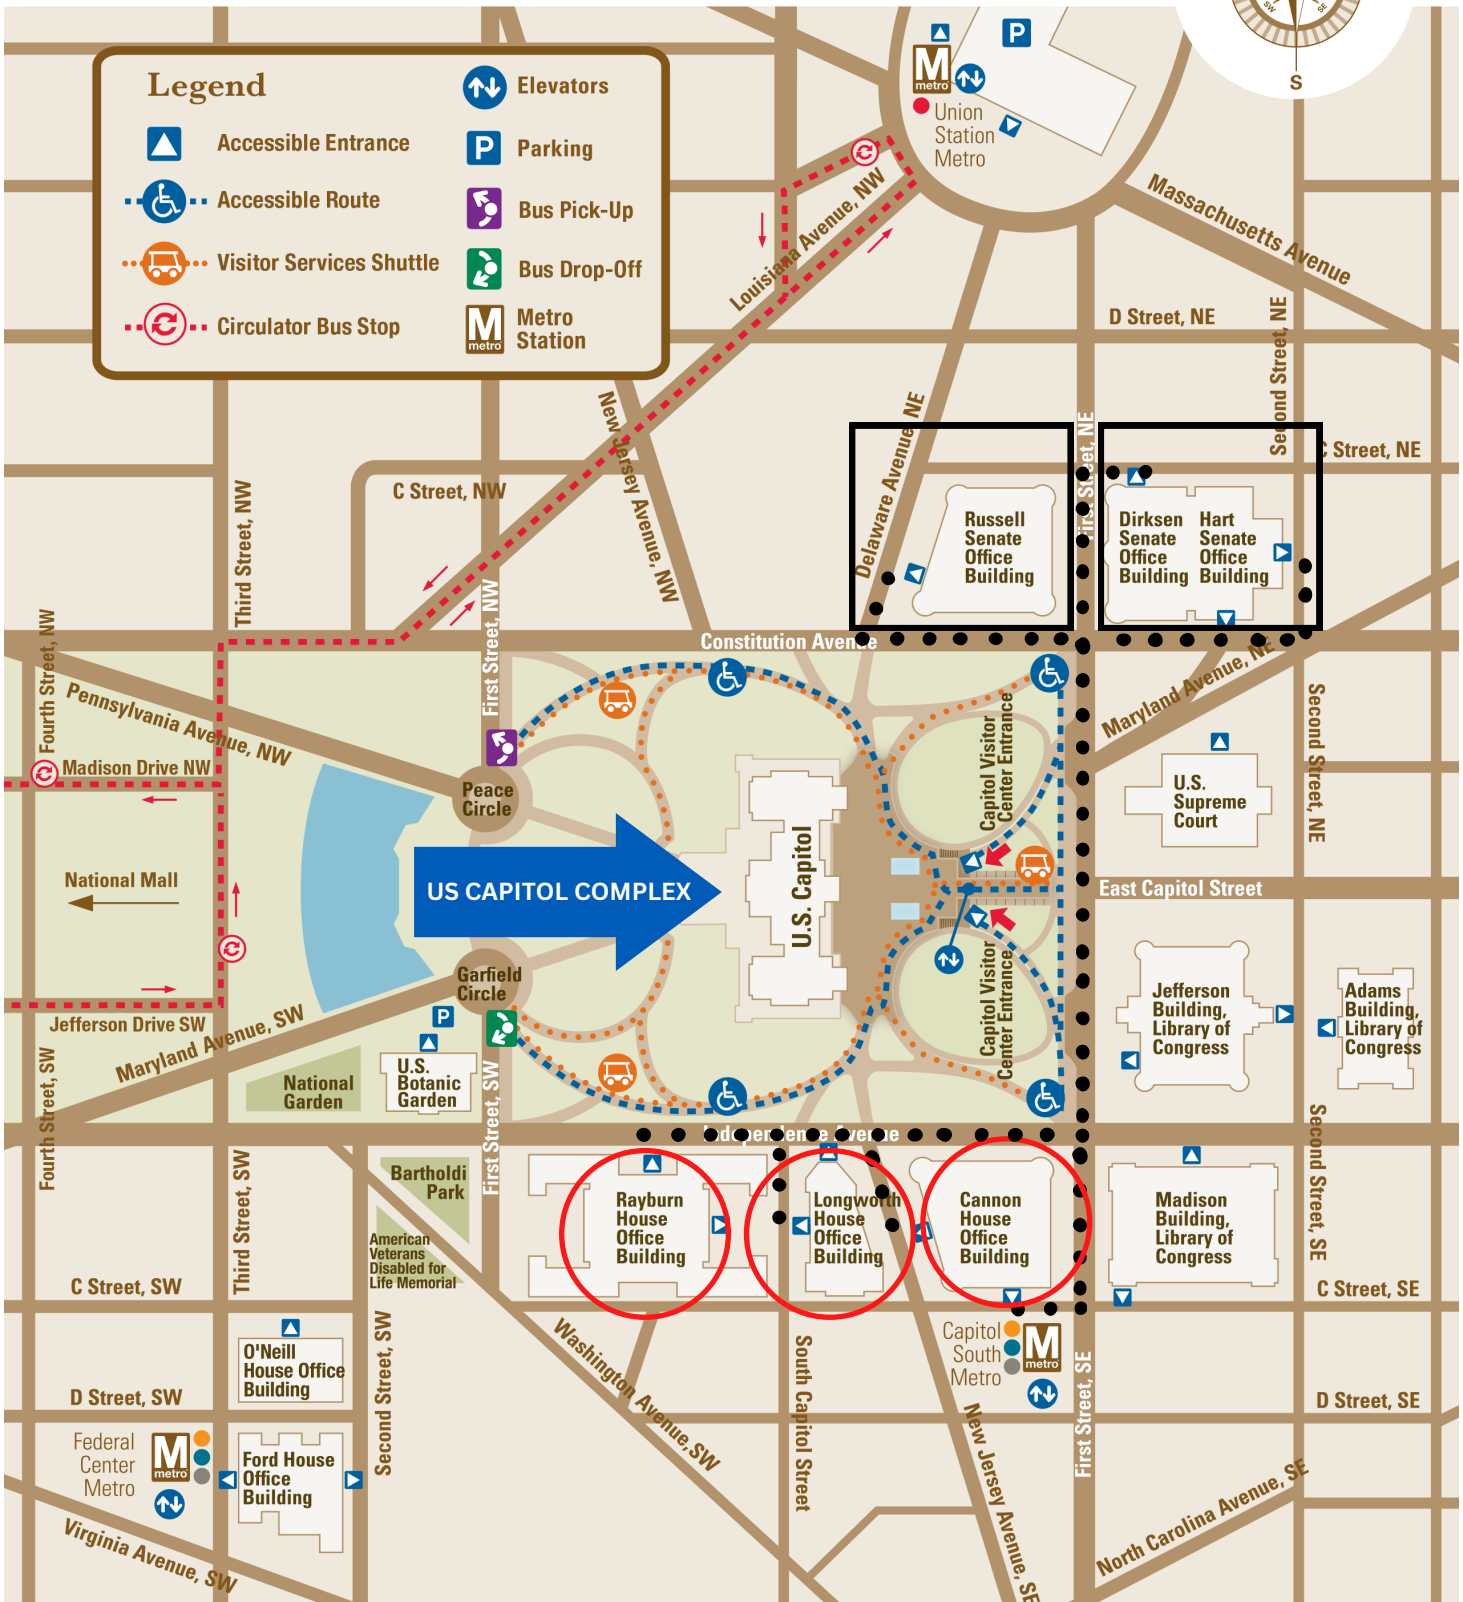 SW
SE
S
Legend
Accessible Entrance
Accessible Route
Visitor Services Shuttle
Circulator Bus Stop
Elevators
P
Parking
Bus Pick-Up
Bus Drop-Off
M
metro
Metro
Station
P
M
metro
Union
Station
Metro
Massachusetts Avenue
Louisiana Avenue, NW
D Street, NE
Second Street, NE
C Street, NE
Delaware Avenue, NE
First Street, NE
New Jersey Avenue, NW
C Street, NW
Third Street, NW
Russell
Senate
Office
Building
Dirksen
Senate
Office
Building
Hart
Senate
Office
Building
Constitution Avenue
Fourth Street, NW
First Street, NW
Pennsylvania Avenue, NW
Madison Drive NW
Maryland Avenue, NE
Second Street, NE
Capitol Visitor
Center Entrance
U.S.
Supreme
Court
Peace
Circle
National Mall
US CAPITOL COMPLEX
U.S. Capitol
East Capitol Street
Garfield
Circle
Capitol Visitor
Center Entrance
Jefferson
Building,
Library of
Congress
Adams
Building,
Library of
Congress
Jefferson Drive SW
Maryland Avenue, SW
P
U.S.
Botanic
Garden
National
Garden
Fourth Street, SW
First Street, SW
Independence Avenue
Second Street, SE
Third Street, SW
Bartholdi
Park
American
Veterans
Disabled for
Life Memorial
Rayburn
House
Office
Building
Longworth
House
Office
Building
Cannon
House
Office
Building
Madison
Building,
Library of
Congress
C Street, SW
C Street, SE
O'Neill
House Office
Building
Second Street, SW
Washington Avenue, SW
South Capitol Street
Capitol
South
Metro
M
metro
First Street, SE
D Street, SW
D Street, SE
New Jersey Avenue, SE
Federal
Center
Metro
M
metro
Ford House
Office
Building
Virginia Avenue, SW
North Carolina Avenue, SE